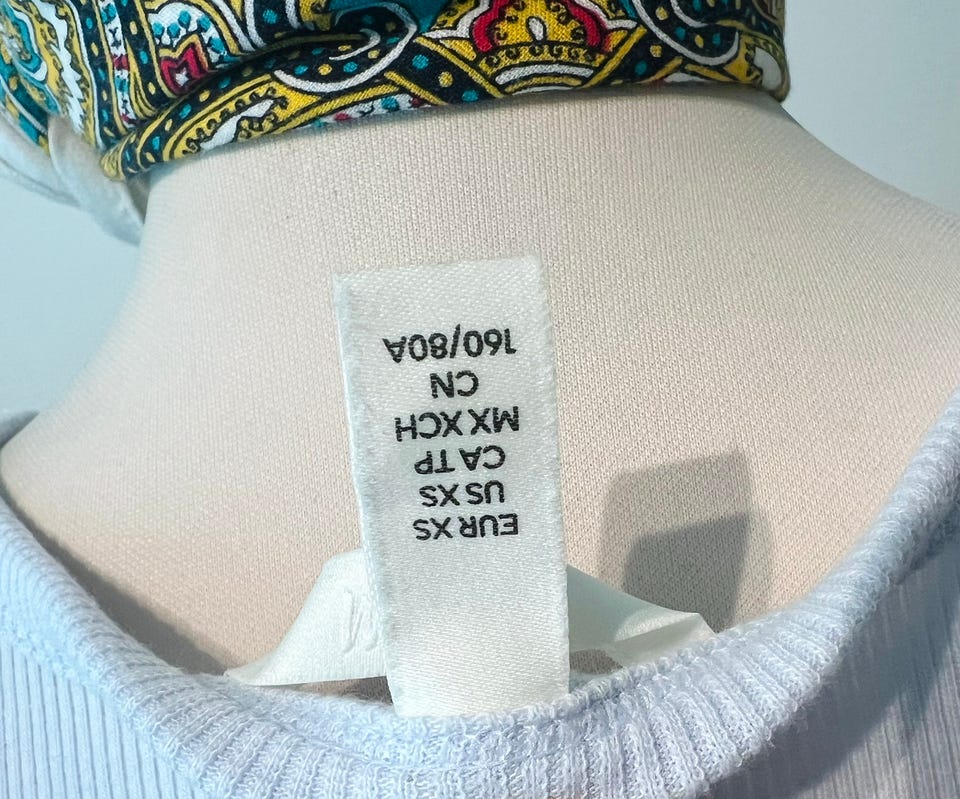 EUR XS
US XS
CA TP
MX XCH
CN
160/80A